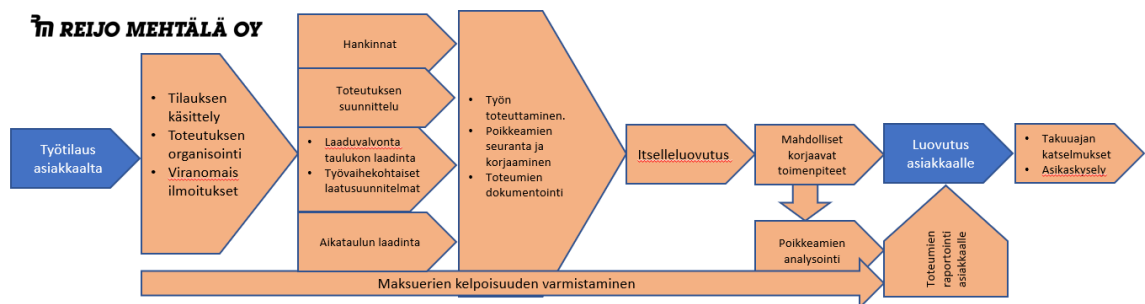 REIJO MEHTÄLÄ OY
Työtilaus
asiakkaalta
• Tilauksen
käsittely
• Toteutuksen
organisointi
• Viranomais
ilmoitukset
Hankinnat
Toteutuksen
suunnittelu
• Laaduvalvonta
taulukon laadinta
• Työvaihekohtaiset
laatusuunnitelmat
Aikataulun laadinta
• Työn
toteuttaminen.
• Poikkeamien
seuranta ja
korjaaminen
• Toteumien
dokumentointi
Itselleluovutus
Mahdolliset
korjaavat
toimenpiteet
Poikkeamien
analysointi
Luovutus
asiakkaalle
Toteumien
raportointi
asiakkaalle
• Takuuajan
katselmukset
• Asikaskysely
Maksuerien kelpoisuuden varmistaminen